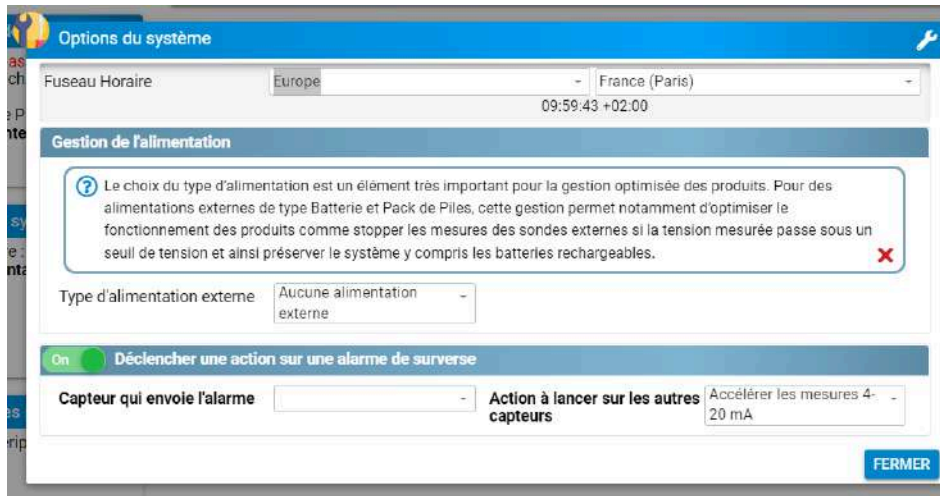 Options du système
Fuseau Horaire
Europe
France (Paris)
09:59:43 +02:00
Gestion de l'alimentation
Le choix du type d'alimentation est un élément très important pour la gestion optimisée des produits. Pour des
alimentations externes de type Batterie et Pack de Piles, cette gestion permet notamment d'optimiser le
fonctionnement des produits comme stopper les mesures des sondes externes si la tension mesurée passe sous un
seuil de tension et ainsi préserver le système y compris les batteries rechargeables.
Type d'alimentation externe
Aucune alimentation
externe
On
Déclencher une action sur une alarme de surverse
Capteur qui envoie l'alarme
Action à lancer sur les autres
capteurs
Accélérer les mesures 4-
20 mA
FERMER